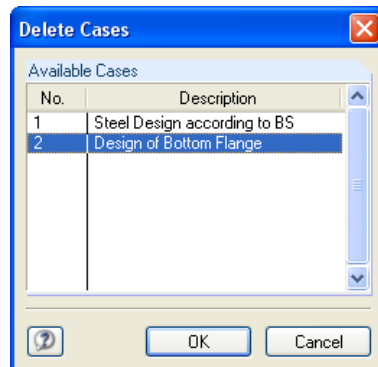 Delete Cases
Available Cases
No. Description
1 Steel Design according to BS
2 Design of Bottom Flange
OK Cancel